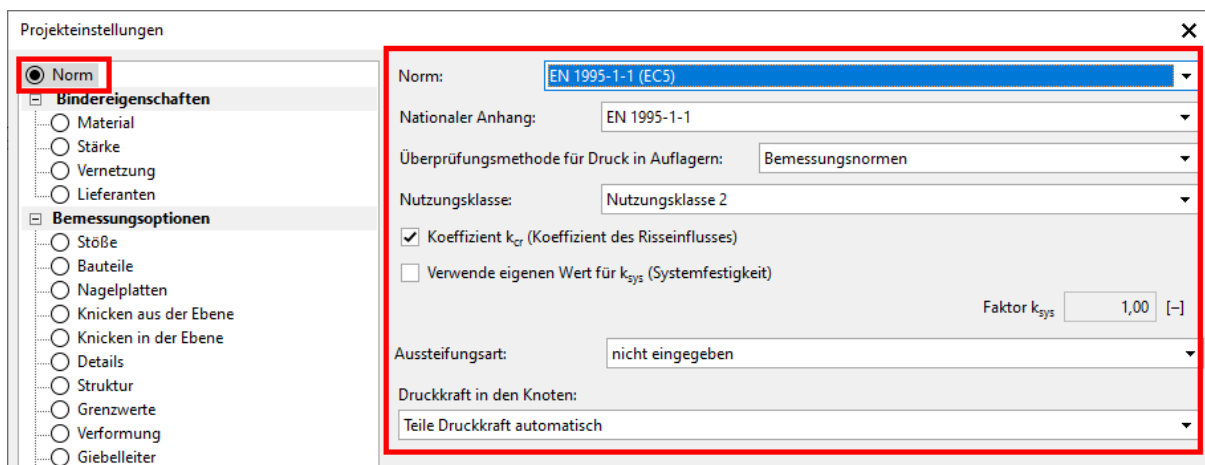 Projekteinstellungen
Norm
Bindereigenschaften
Material
Stärke
Vernetzung
Lieferanten
Bemessungsoptionen
Stöße
Bauteile
Nagelplatten
Knicken aus der Ebene
Knicken in der Ebene
Details
Struktur
Grenzwerte
Verformung
Giebelleiter
Norm: EN 1995-1-1 (EC5)
Nationaler Anhang: EN 1995-1-1
Überprüfungsmethode für Druck in Auflagern: Bemessungsnormen
Nutzungsklasse: Nutzungsklasse 2
Koeffizient kcr (Koeffizient des Risseinflusses)
Verwende eigenen Wert für ksys (Systemfestigkeit)
Faktor ksys 1,00 [–]
Aussteifungsart: nicht eingegeben
Druckkraft in den Knoten:
Teile Druckkraft automatisch